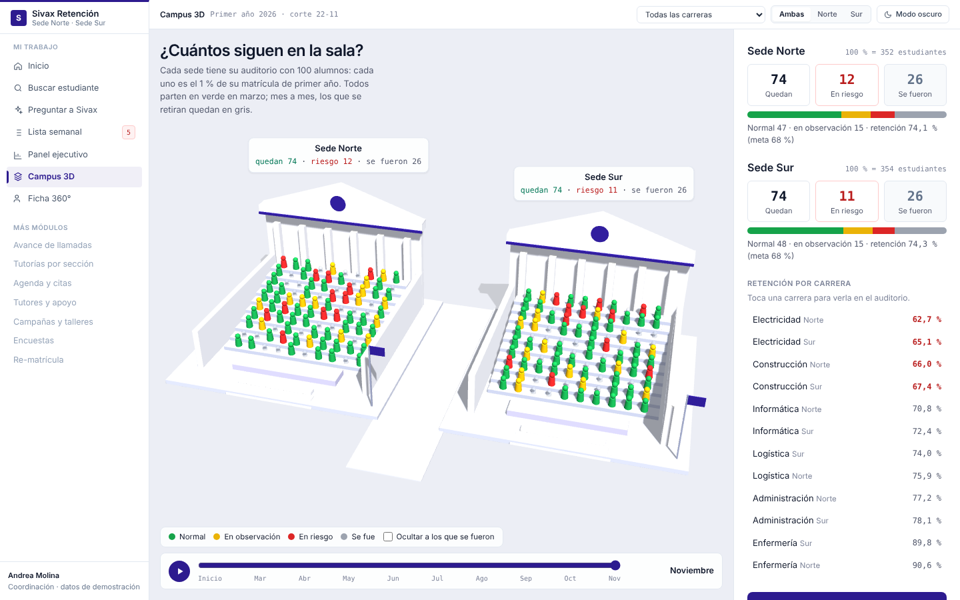 S
Sivax Retención
Sede Norte · Sede Sur
MI TRABAJO
Inicio
Buscar estudiante
Preguntar a Sivax
Lista semanal
5
Panel ejecutivo
Campus 3D
Ficha 360°
MÁS MÓDULOS
Avance de llamadas
Tutorías por sección
Agenda y citas
Tutores y apoyo
Campañas y talleres
Encuestas
Re-matrícula
Andrea Molina
Coordinación · datos de demostración
Campus 3D Primer año 2026 · corte 22-11
Todas las carreras
Ambas Norte Sur
Modo oscuro
¿Cuántos siguen en la sala?
Cada sede tiene su auditorio con 100 alumnos: cada
uno es el 1 % de su matrícula de primer año. Todos
parten en verde en marzo; mes a mes, los que se
retiran quedan en gris.
Sede Norte
quedan 74 · riesgo 12 · se fueron 26
Sede Sur
quedan 74 · riesgo 11 · se fueron 26
Normal En observación En riesgo Se fue Ocultar a los que se fueron
Inicio Mar Abr May Jun Jul Ago Sep Oct Nov
Noviembre
Sede Norte 100 % = 352 estudiantes
74 12 26
Quedan En riesgo Se fueron
Normal 47 · en observación 15 · retención 74,1 %
(meta 68 %)
Sede Sur 100 % = 354 estudiantes
74 11 26
Quedan En riesgo Se fueron
Normal 48 · en observación 15 · retención 74,3 %
(meta 68 %)
RETENCIÓN POR CARRERA
Toca una carrera para verla en el auditorio.
Electricidad Norte 62,7 %
Electricidad Sur 65,1 %
Construcción Norte 66,0 %
Construcción Sur 67,4 %
Informática Norte 70,8 %
Informática Sur 72,4 %
Logística Sur 74,0 %
Logística Norte 75,9 %
Administración Norte 77,2 %
Administración Sur 78,1 %
Enfermería Sur 89,8 %
Enfermería Norte 90,6 %